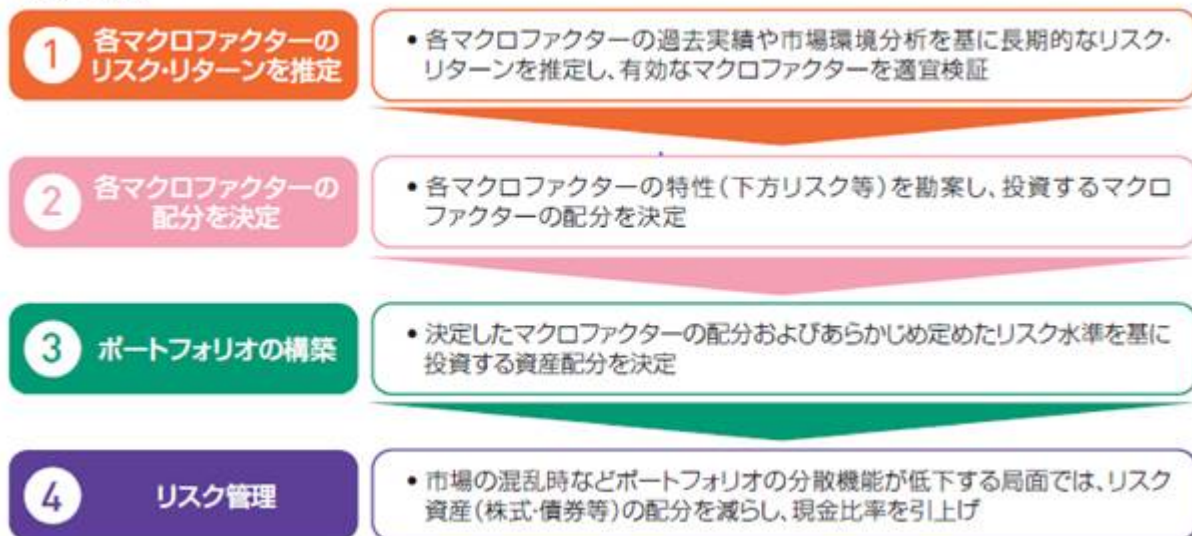 1
各マクロファクターの
リスク・リターンを推定
• 各マクロファクターの過去実績や市場環境分析を基に長期的なリスク・
リターンを推定し、有効なマクロファクターを適宜検証
2
各マクロファクターの
配分を決定
• 各マクロファクターの特性(下方リスク等)を勘案し、投資するマクロ
ファクターの配分を決定
3
ポートフォリオの構築
• 決定したマクロファクターの配分およびあらかじめ定めたリスク水準を基に
投資する資産配分を決定
4
リスク管理
• 市場の混乱時などポートフォリオの分散機能が低下する局面では、リスク
資産(株式・債券等)の配分を減らし、現金比率を引上げ